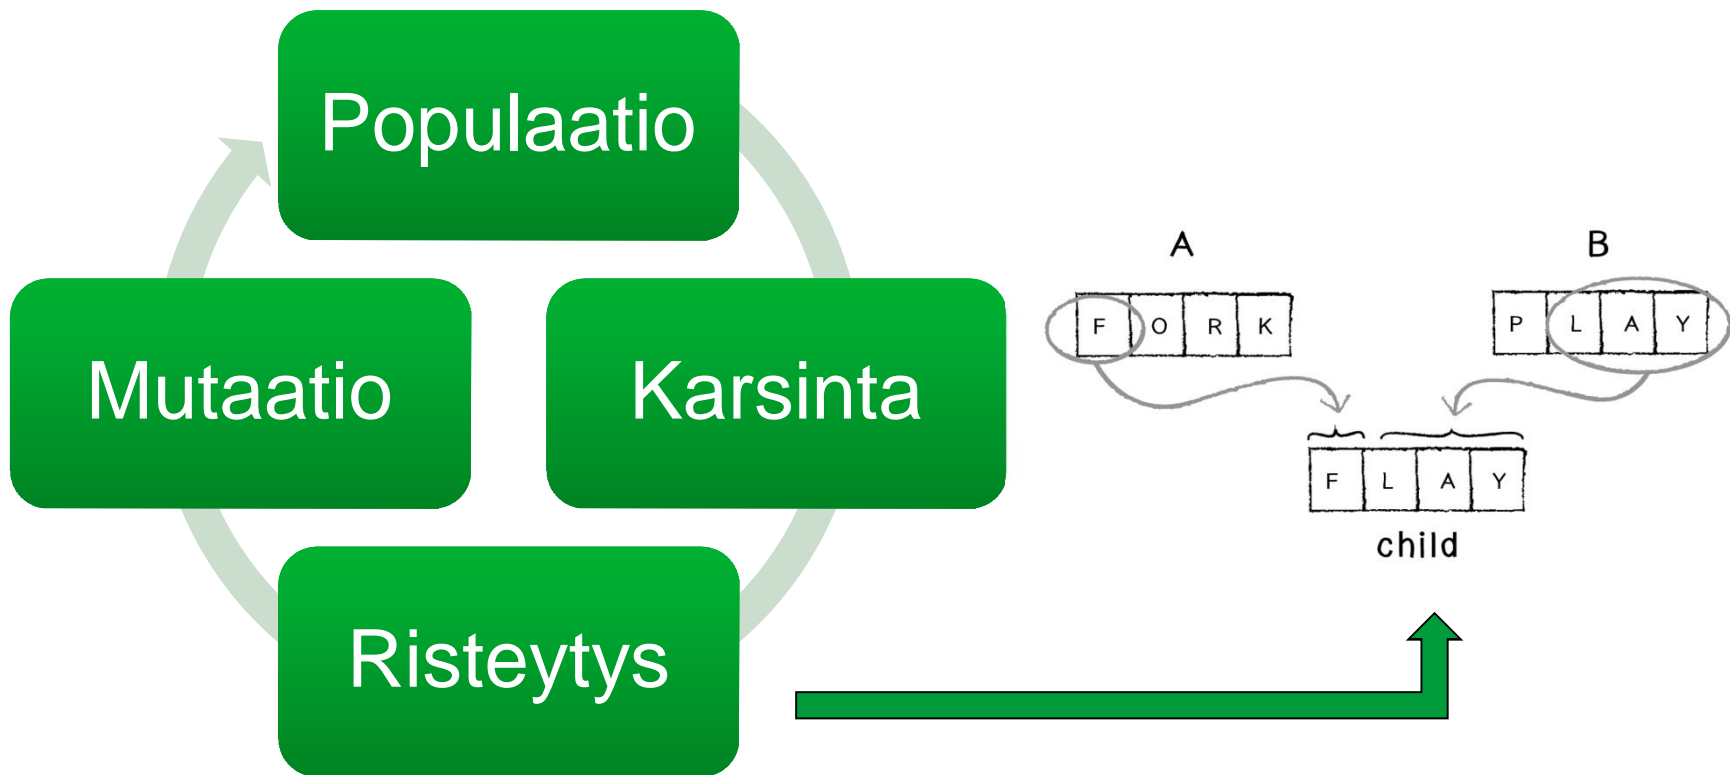 Populaatio
Mutaatio
Karsinta
Risteytys
A
B
F O R K
P L A Y
F L A Y
child